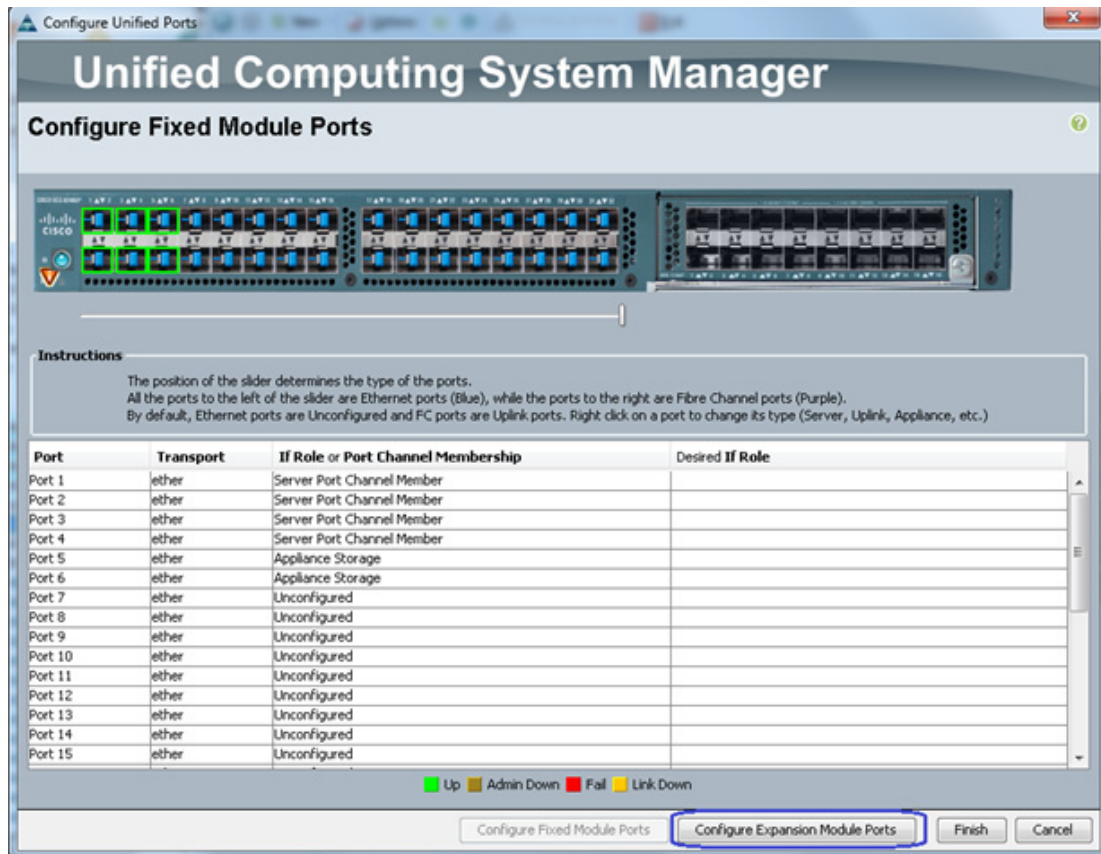 Configure Unified Ports
Unified Computing System Manager
Configure Fixed Module Ports
CISCO
Instructions
The position of the slider determines the type of the ports.
All the ports to the left of the slider are Ethernet ports (Blue), while the ports to the right are Fibre Channel ports (Purple).
By default, Ethernet ports are Unconfigured and FC ports are Uplink ports. Right click on a port to change its type (Server, Uplink, Appliance, etc.)
Port Transport If Role or Port Channel Membership Desired If Role
Port 1 ether Server Port Channel Member
Port 2 ether Server Port Channel Member
Port 3 ether Server Port Channel Member
Port 4 ether Server Port Channel Member
Port 5 ether Appliance Storage
Port 6 ether Appliance Storage
Port 7 ether Unconfigured
Port 8 ether Unconfigured
Port 9 ether Unconfigured
Port 10 ether Unconfigured
Port 11 ether Unconfigured
Port 12 ether Unconfigured
Port 13 ether Unconfigured
Port 14 ether Unconfigured
Port 15 ether Unconfigured
Up Admin Down Fail Link Down
Configure Fixed Module Ports Configure Expansion Module Ports Finish Cancel